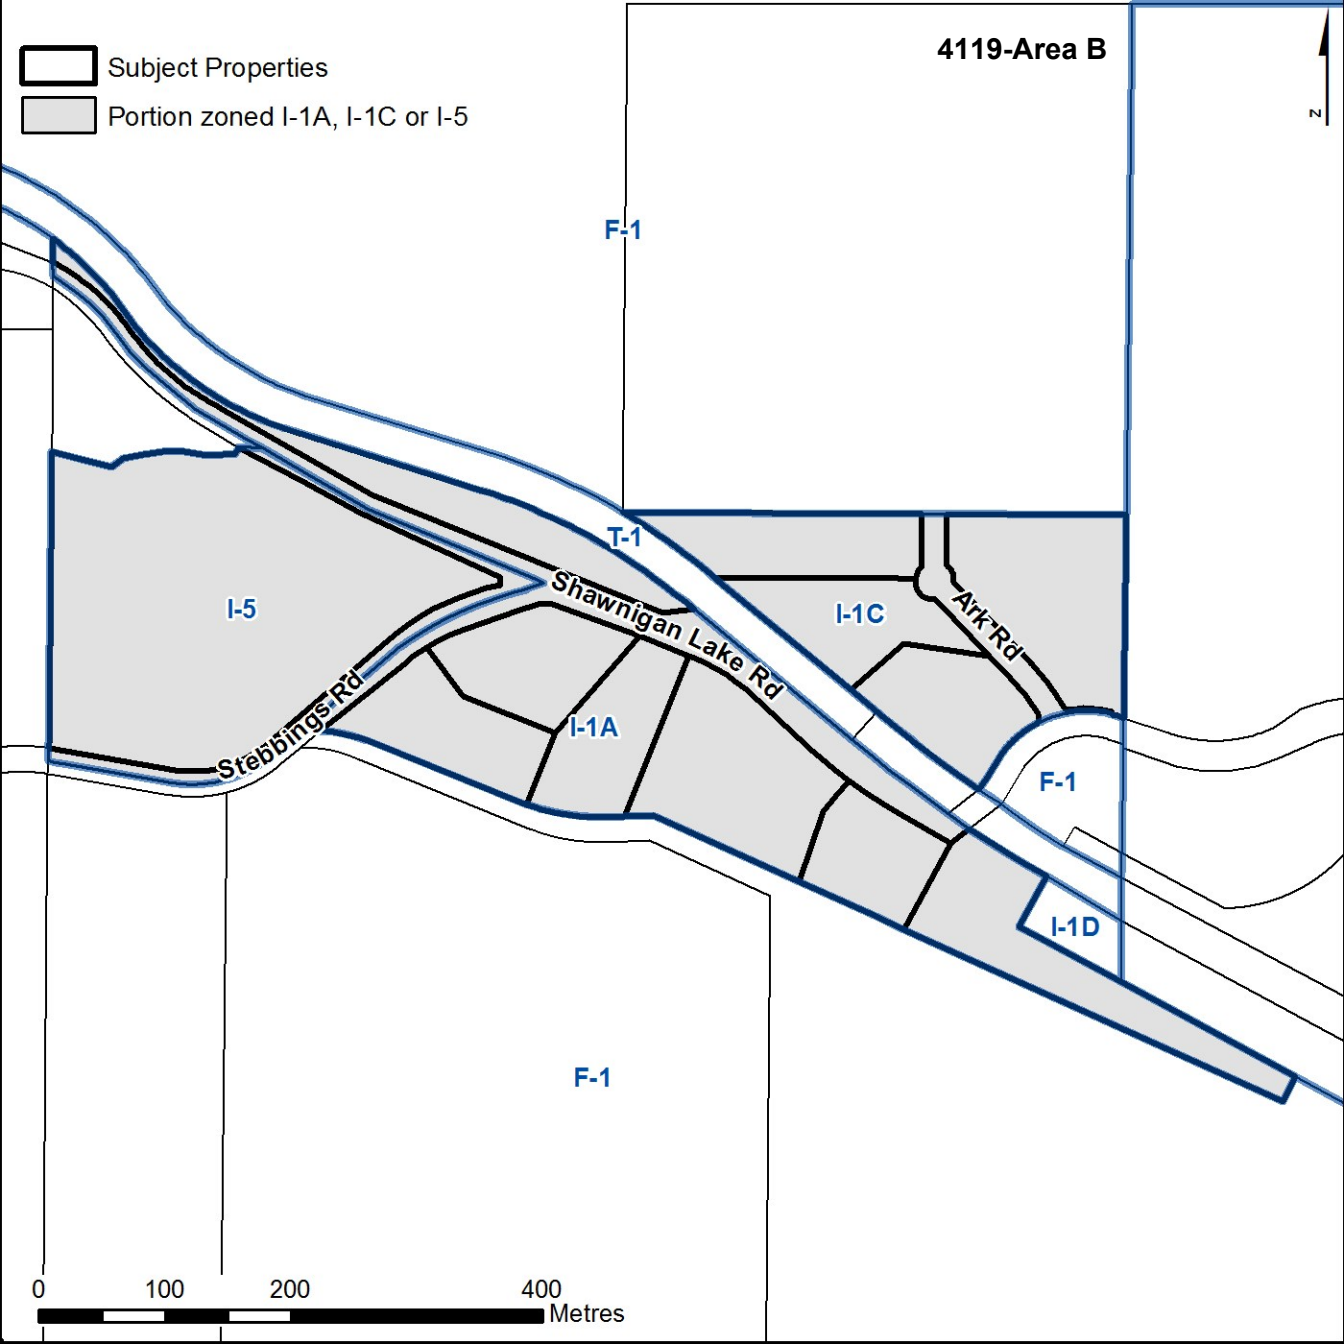 4119-Area B
Subject Properties
Portion zoned I-1A, I-1C or I-5
z
F-1
T-1
I-5
I-1C
Ark Rd
Shawnigan Lake Rd
Stebbings Rd
I-1A
F-1
I-1D
F-1
0 100 200 400
Metres